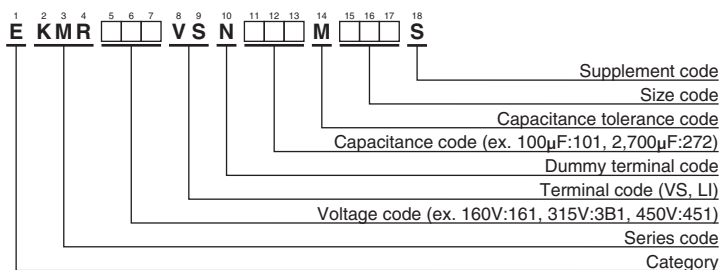 1 2 3 4 5 6 7 8 9 10 11 12 13 14 15 16 17 18
E KMR VS N M S
Supplement code
Size code
Capacitance tolerance code
Capacitance code (ex. 100µF:101, 2,700µF:272)
Dummy terminal code
Terminal code (VS, LI)
Voltage code (ex. 160V:161, 315V:3B1, 450V:451)
Series code
Category